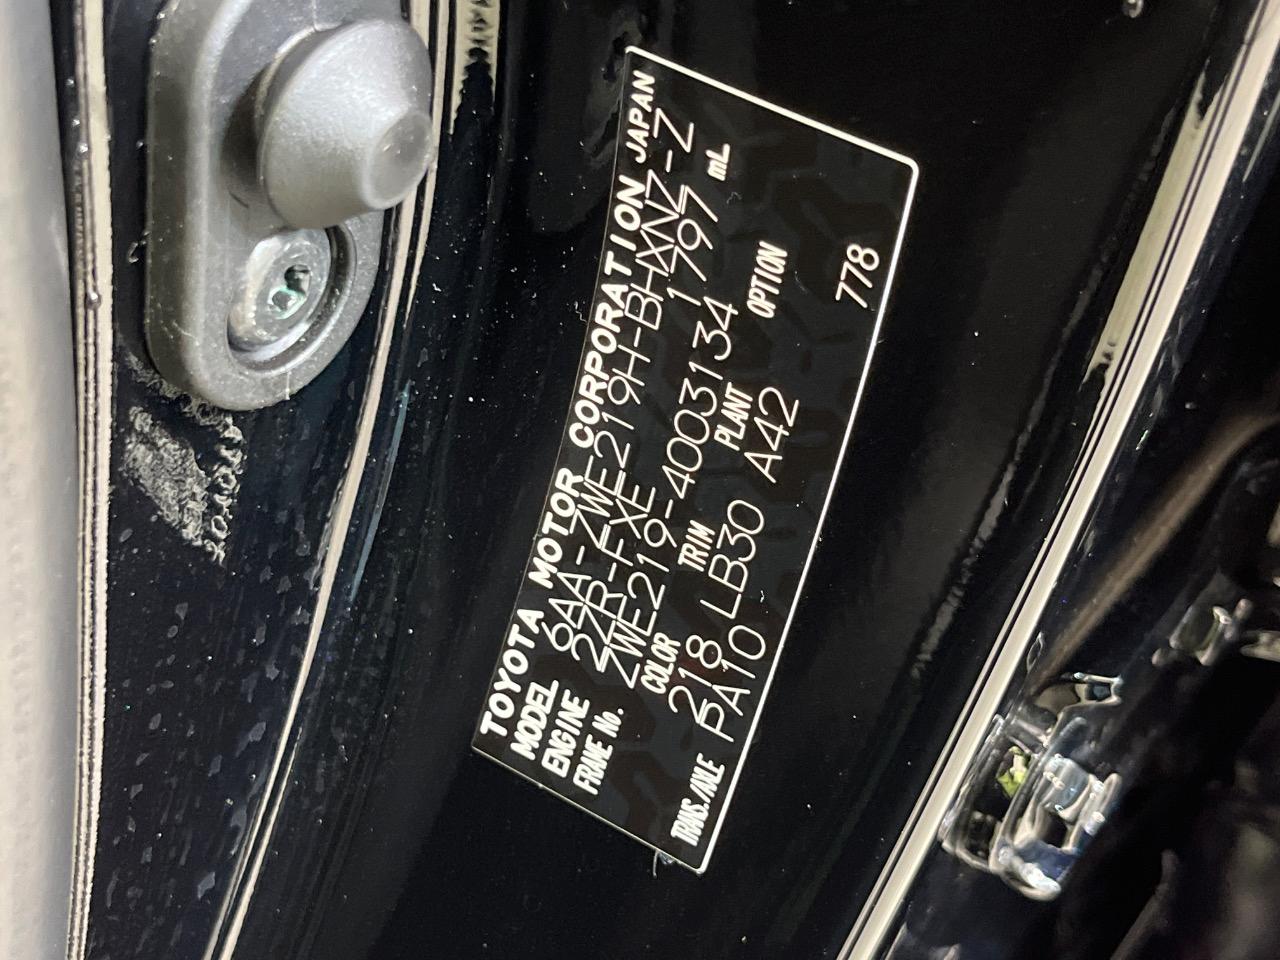 TOYOTA MOTOR CORPORATION JAPAN
MODEL 6AA-ZWE219H-BHXNZ-Z
ENGINE 2ZR-FXE 1797 mL
FRAME No. ZWE219-4003134
COLOR TRIM PLANT OPTION
218 LB30 A42
TRANS./AXLE PA10 778